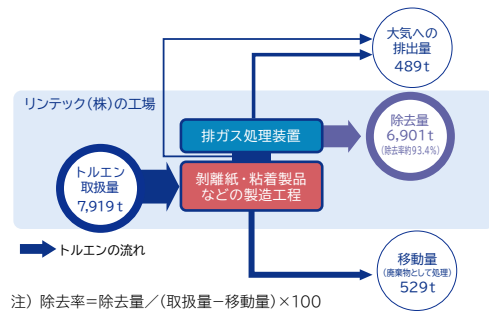 大気への
排出量
489t
リンテック(株)の工場
排ガス処理装置
除去量
6,901t
(除去率約93.4%)
トルエン
取扱量
7,919t
剥離紙・粘着製品
などの製造工程
トルエンの流れ
移動量
(廃棄物として処理)
529t
注) 除去率=除去量/(取扱量-移動量)×100